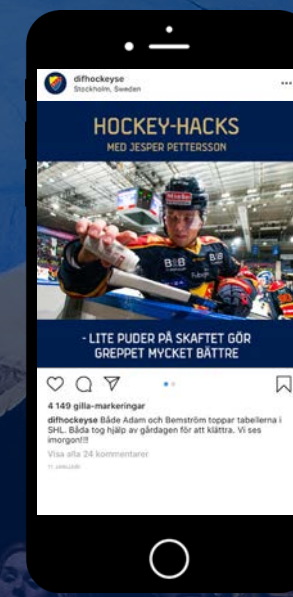 difhockeyse
Stockholm, Sweden
HOCKEY-HACKS
MED JESPER PETTERSSON
B&B
- LITE PUDER PÅ SKAFTET GÖR
GREPPET MYCKET BÄTTRE
4 149 gilla-markeringar
difhockeyse Både Adam och Bemström toppar tabellerna i
SHL. Båda tog hjälp av gårdagen för att klättra. Vi ses
imorgon!!!
Visa alla 24 kommentarer